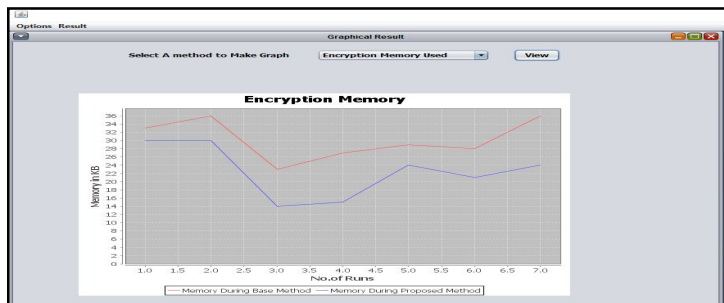 Options Result
Graphical Result
Select A method to Make Graph Encryption Memory Used View
Encryption Memory
Memory in KB
36
34
32
30
28
26
24
22
20
18
16
14
12
10
8
6
4
2
0
1.0 1.5 2.0 2.5 3.0 3.5 4.0 4.5 5.0 5.5 6.0 6.5 7.0
No.of Runs
Memory During Base Method Memory During Proposed Method